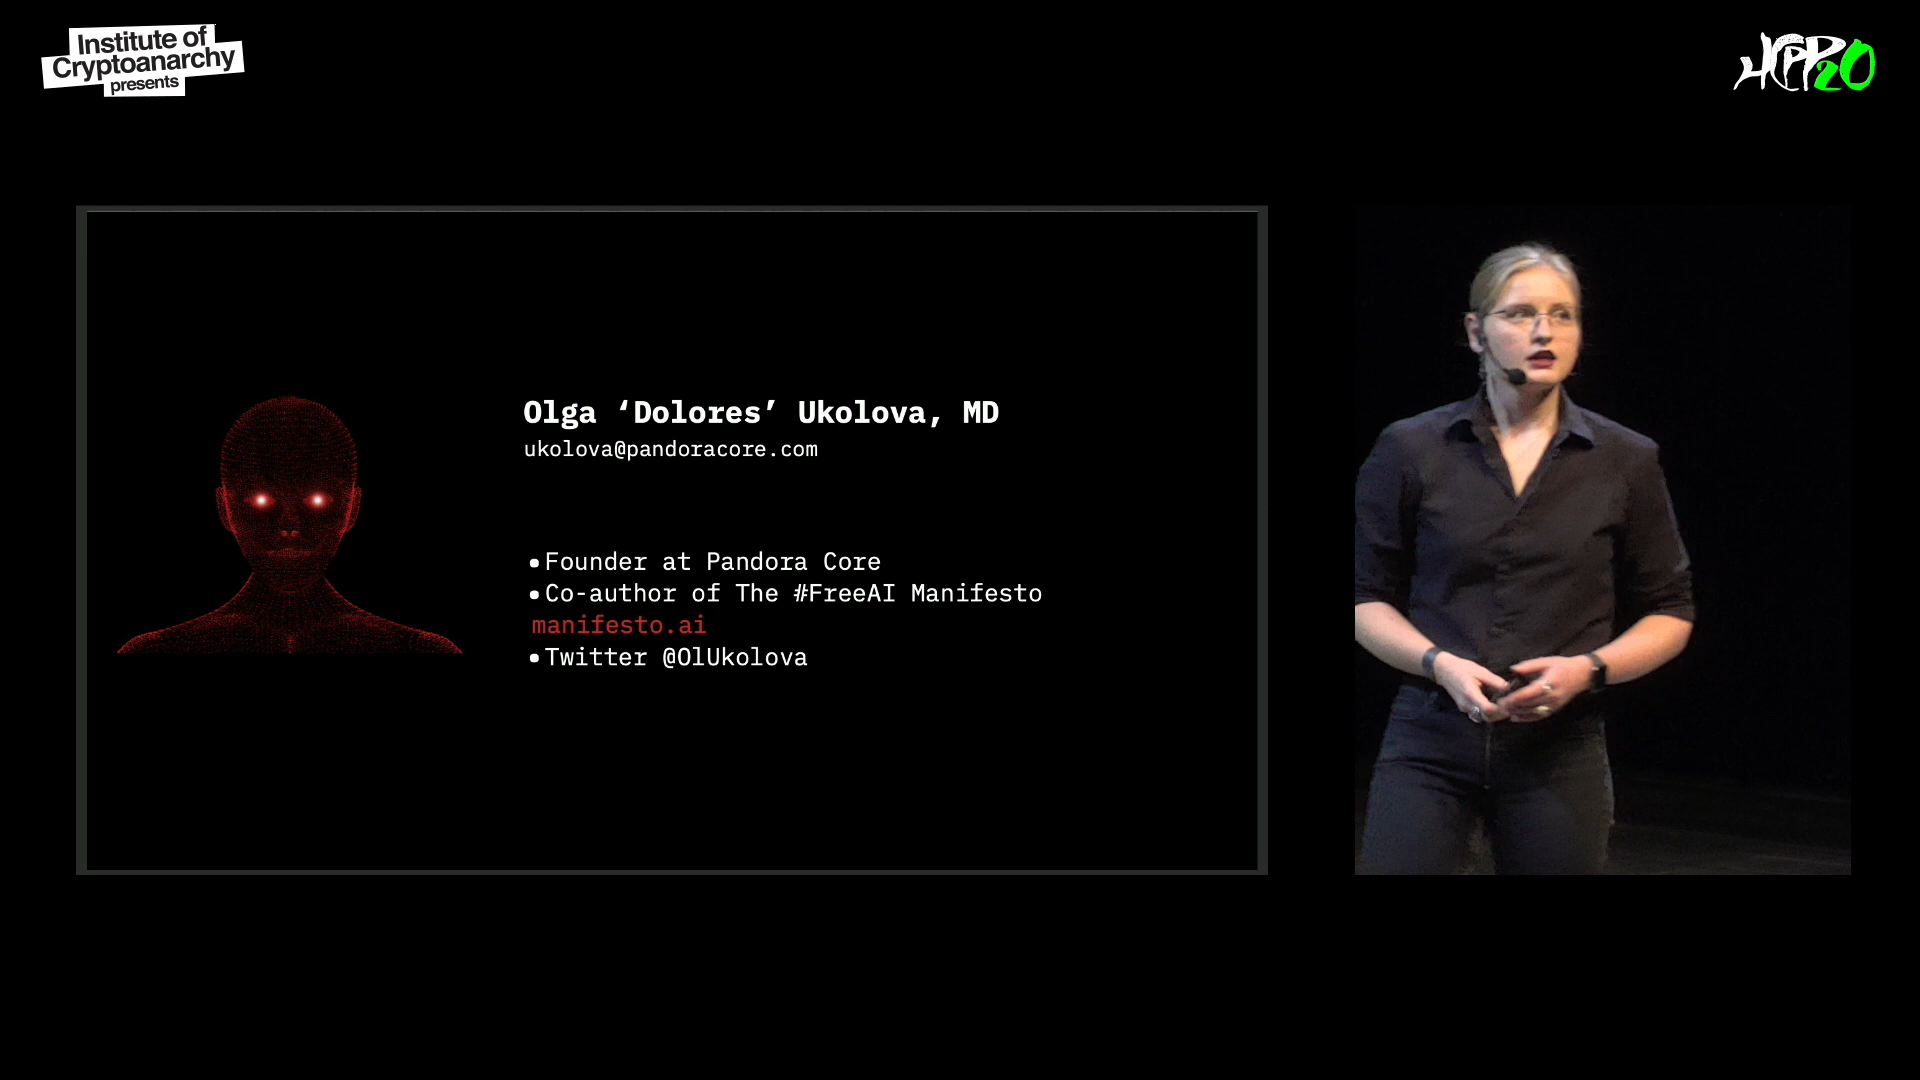 Institute of
Cryptoanarchy
presents
HCPP20
Olga ‘Dolores’ Ukolova, MD
ukolova@pandoracore.com
•Founder at Pandora Core
•Co-author of The #FreeAI Manifesto
manifesto.ai
•Twitter @OlUkolova